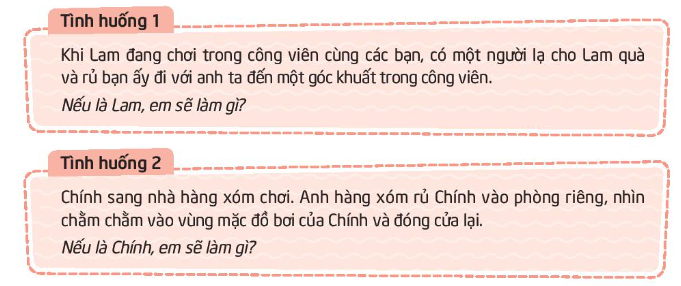 Tình huống 1
Khi Lam đang chơi trong công viên cùng các bạn, có một người lạ cho Lam quà
và rủ bạn ấy đi với anh ta đến một góc khuất trong công viên.
Nếu là Lam, em sẽ làm gì?
Tình huống 2
Chính sang nhà hàng xóm chơi. Anh hàng xóm rủ Chính vào phòng riêng, nhìn
chằm chằm vào vùng mặc đồ bơi của Chính và đóng cửa lại.
Nếu là Chính, em sẽ làm gì?